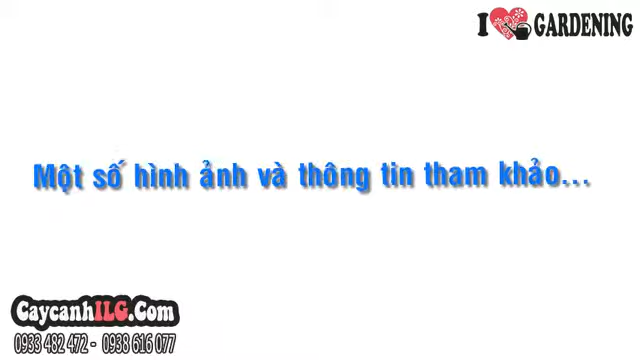 I GARDENING
Một số hình ảnh và thông tin tham khảo...
CaycanhILG.Com
0933 482 472 - 0938 616 077